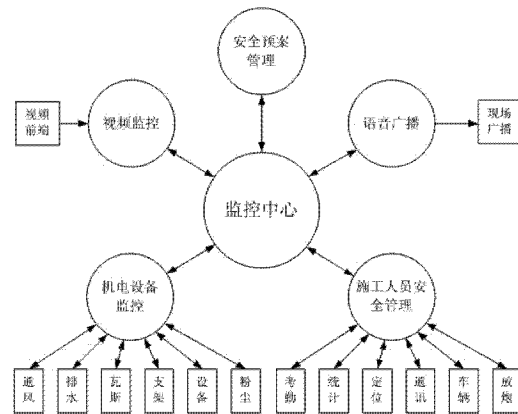 安全预案
管理
视频
前端
视频监控
语音广播
现场
广播
监控中心
机电设备
监控
施工人员安
全管理
通风
排水
瓦斯
支架
设备
粉尘
考勤
统计
定位
通讯
车辆
放炮